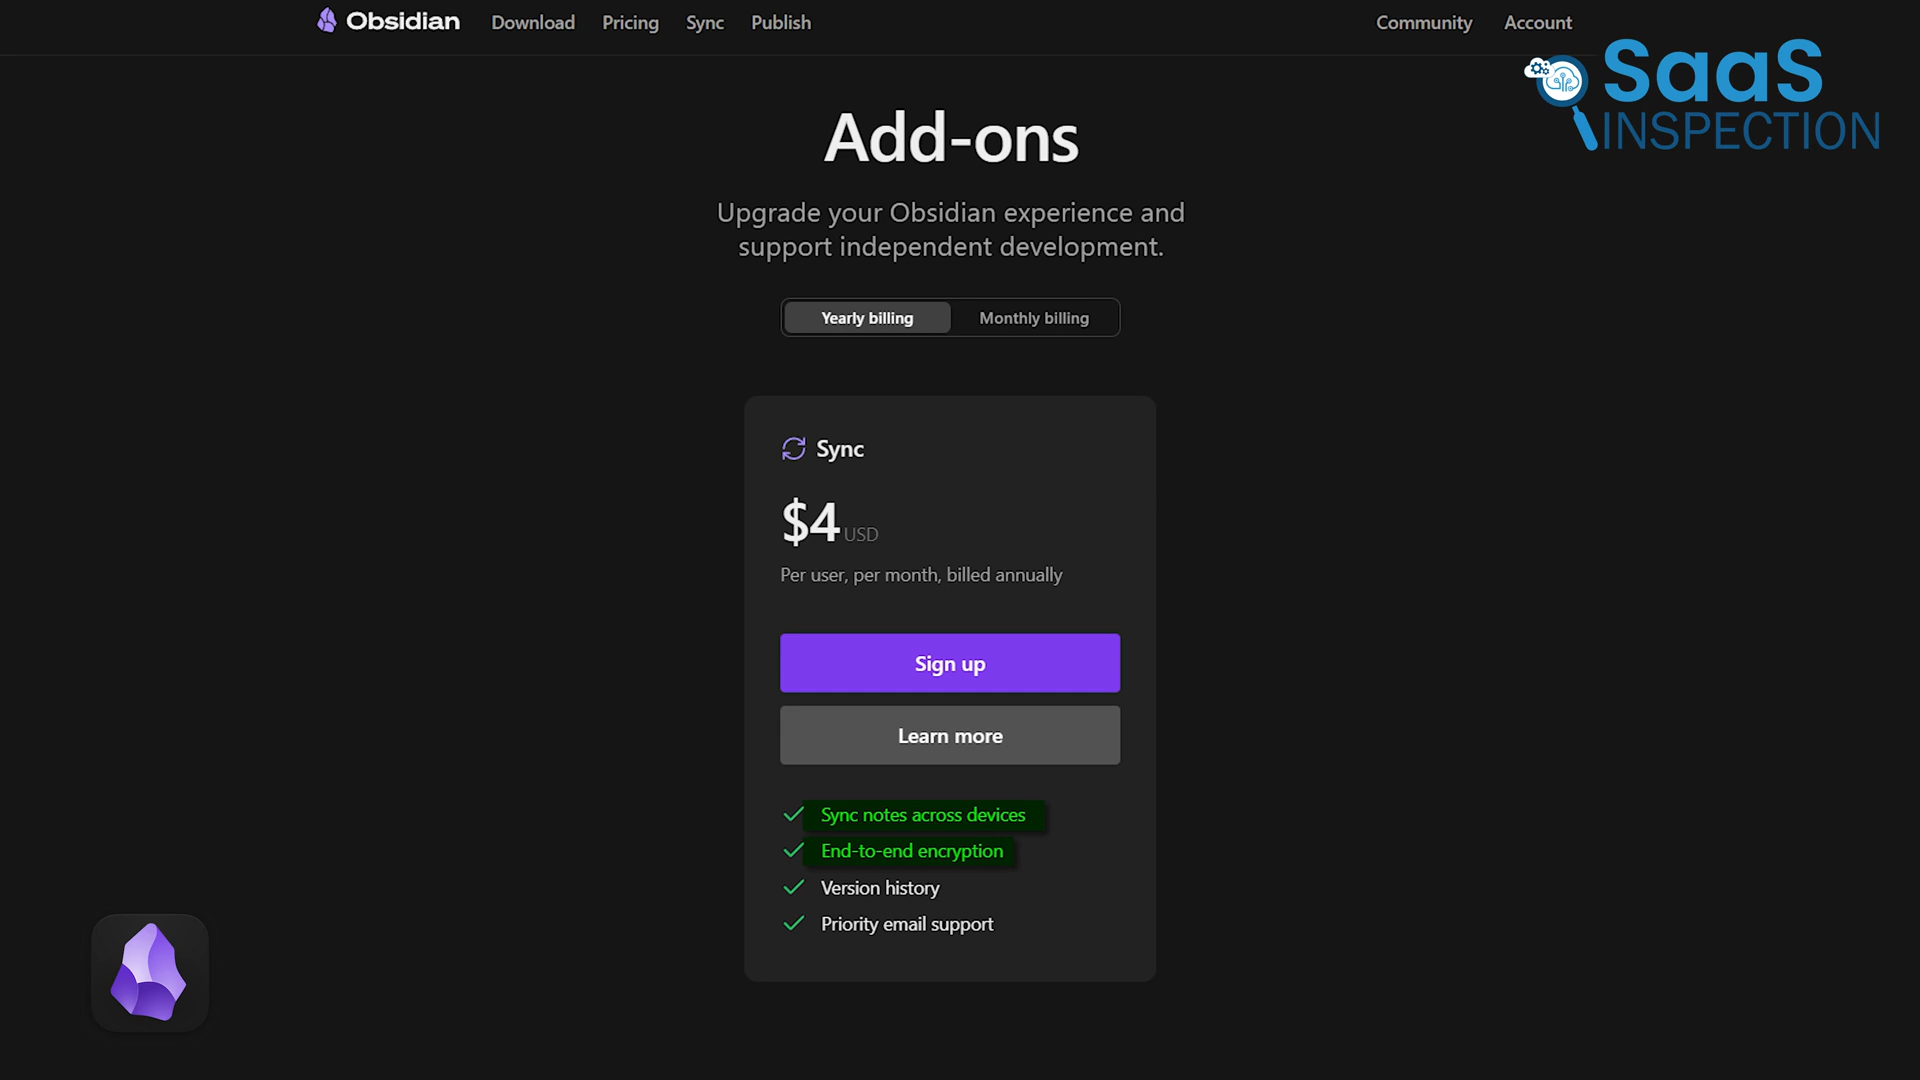 Obsidian Download Pricing Sync Publish Community Account
SaaS
INSPECTION
Add-ons
Upgrade your Obsidian experience and
support independent development.
Yearly billing Monthly billing
Sync
$4 USD
Per user, per month, billed annually
Sign up
Learn more
Sync notes across devices
End-to-end encryption
Version history
Priority email support